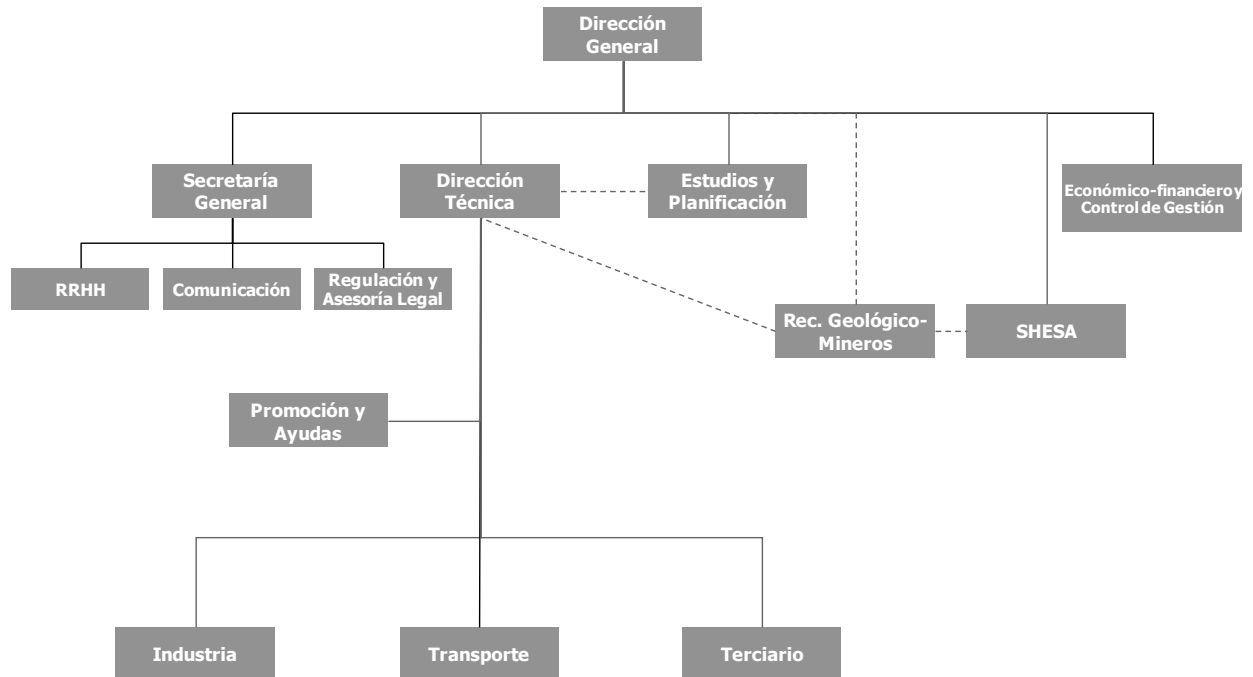 Dirección
General
Secretaría
General
Dirección
Técnica
Estudios y
Planificación
Económico-financiero y
Control de Gestión
RRHH
Comunicación
Regulación y
Asesoría Legal
Rec. Geológico-
Mineros
SHESA
Promoción y
Ayudas
Industria
Transporte
Terciario